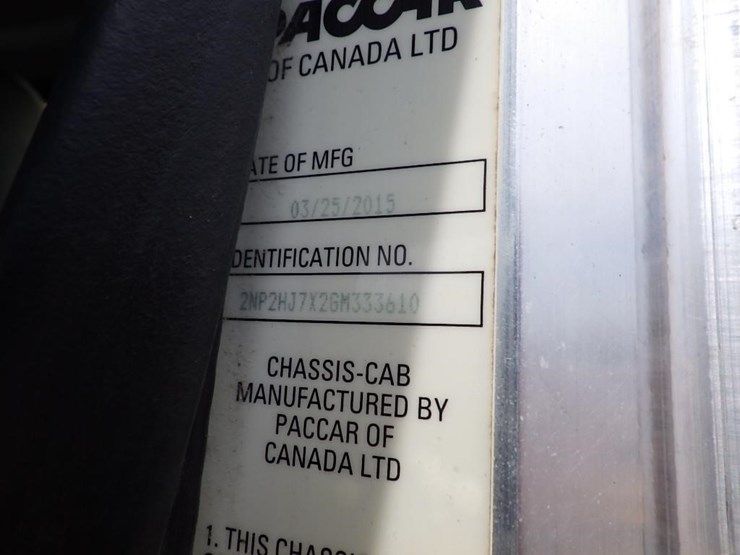 PACCAR
OF CANADA LTD
ATE OF MFG
03/25/2015
DENTIFICATION NO.
2NP2HJ7X2GM333610
CHASSIS-CAB
MANUFACTURED BY
PACCAR OF
CANADA LTD
1. THIS